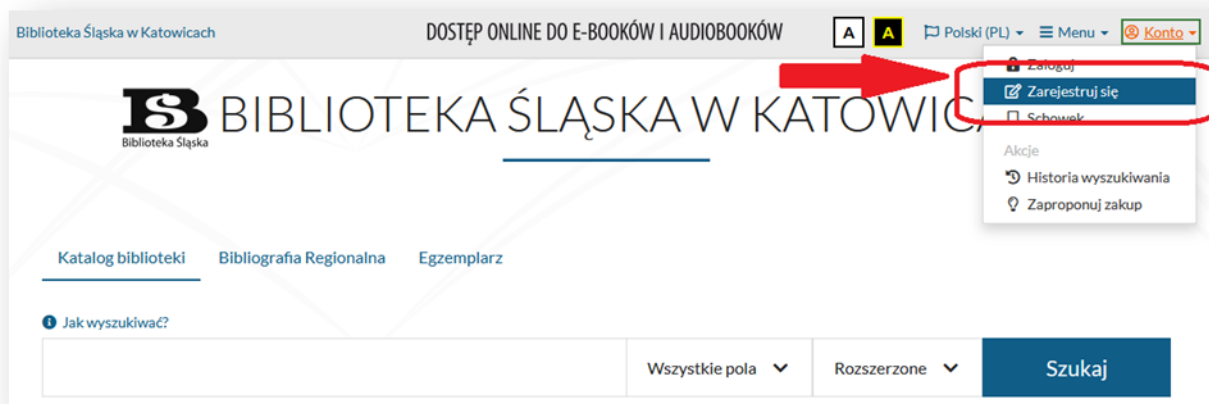 Biblioteka Śląska w Katowicach DOSTĘP ONLINE DO E-BOOKÓW I AUDIOBOOKÓW A A Polski (PL) Menu Konto
Zaloguj
Zarejestruj się
Schowek
Akcje
Historia wyszukiwania
Zaproponuj zakup
BS BIBLIOTEKA ŚLĄSKA W KATOWIC
Biblioteka Śląska
Katalog biblioteki Bibliografia Regionalna Egzemplarz
Jak wyszukiwać?
Wszystkie pola Rozszerzone Szukaj